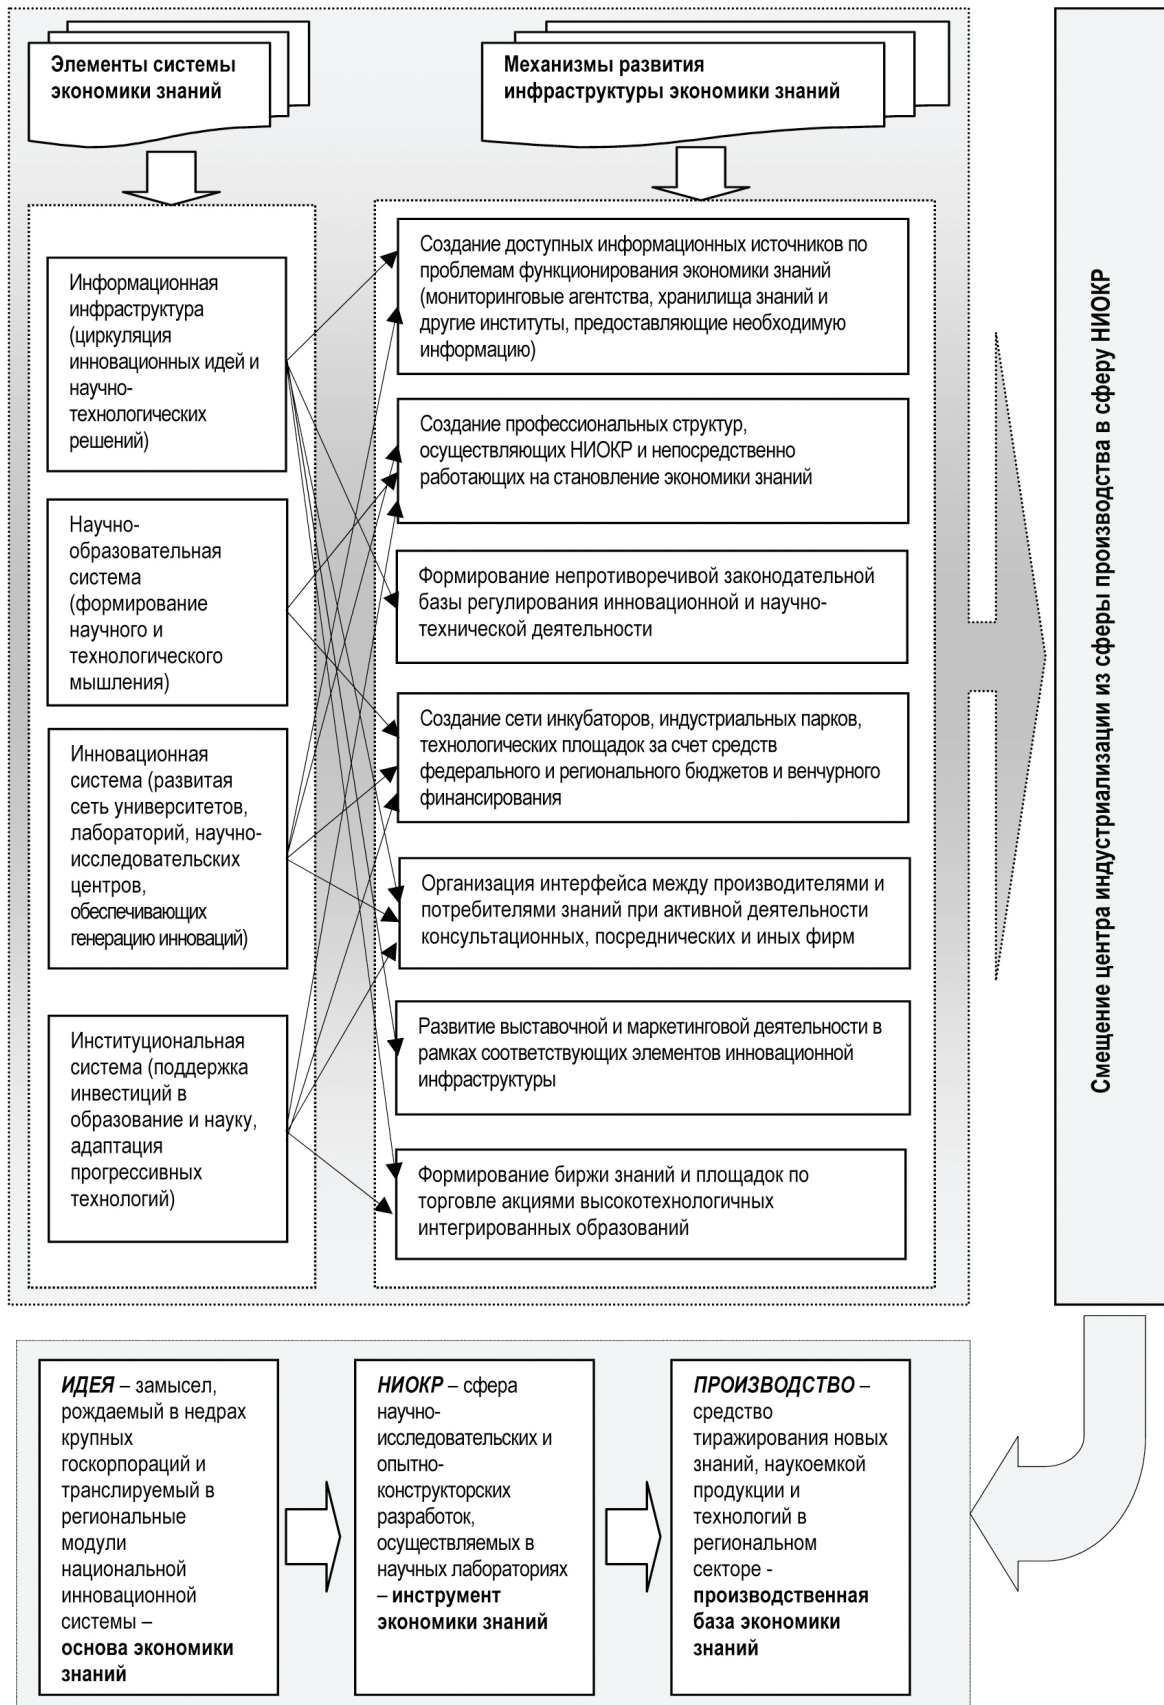 Элементы системы
экономики знаний
Механизмы развития
инфраструктуры экономики знаний
Информационная
инфраструктура
(циркуляция
инновационных идей и
научно-
технологических
решений)
Научно-
образовательная
система
(формирование
научного и
технологического
мышления)
Инновационная
система (развитая
сеть университетов,
лабораторий, научно-
исследовательских
центров,
обеспечивающих
генерацию инноваций)
Институциональная
система (поддержка
инвестиций в
образование и науку,
адаптация
прогрессивных
технологий)
Создание доступных информационных источников по
проблемам функционирования экономики знаний
(мониторинговые агентства, хранилища знаний и
другие институты, предоставляющие необходимую
информацию)
Создание профессиональных структур,
осуществляющих НИОКР и непосредственно
работающих на становление экономики знаний
Формирование непротиворечивой законодательной
базы регулирования инновационной и научно-
технической деятельности
Создание сети инкубаторов, индустриальных парков,
технологических площадок за счет средств
федерального и регионального бюджетов и венчурного
финансирования
Организация интерфейса между производителями и
потребителями знаний при активной деятельности
консультационных, посреднических и иных фирм
Развитие выставочной и маркетинговой деятельности в
рамках соответствующих элементов инновационной
инфраструктуры
Формирование биржи знаний и площадок по
торговле акциями высокотехнологичных
интегрированных образований
Смещение центра индустриализации из сферы производства в сферу НИОКР
ИДЕЯ – замысел,
рождаемый в недрах
крупных
госкорпораций и
транслируемый в
региональные
модули
национальной
инновационной
системы –
основа экономики
знаний
НИОКР – сфера
научно-
исследовательских и
опытно-
конструкторских
разработок,
осуществляемых в
научных лабораториях
– инструмент
экономики знаний
ПРОИЗВОДСТВО –
средство
тиражирования новых
знаний, наукоемкой
продукции и
технологий в
региональном
секторе -
производственная
база экономики
знаний